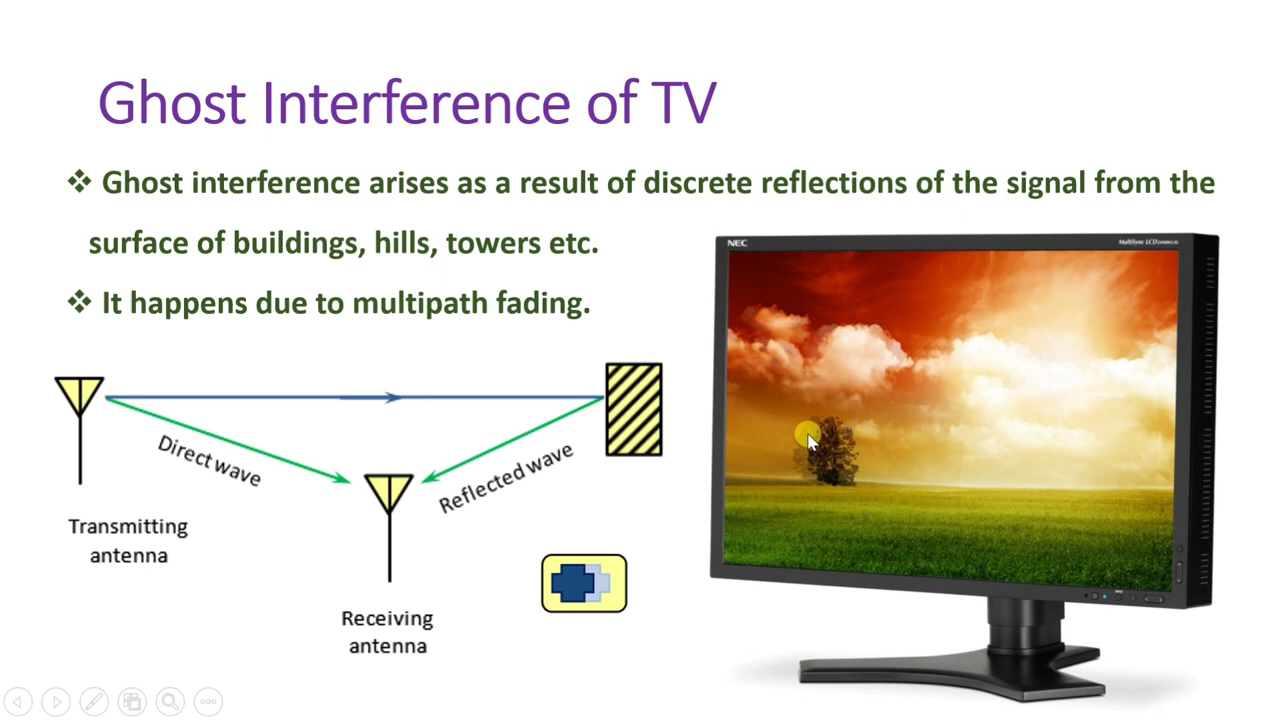 Ghost Interference of TV
❖ Ghost interference arises as a result of discrete reflections of the signal from the
surface of buildings, hills, towers etc.
❖ It happens due to multipath fading.
NEC
MultiSync LCD
Direct wave
Reflected wave
Transmitting
antenna
Receiving
antenna